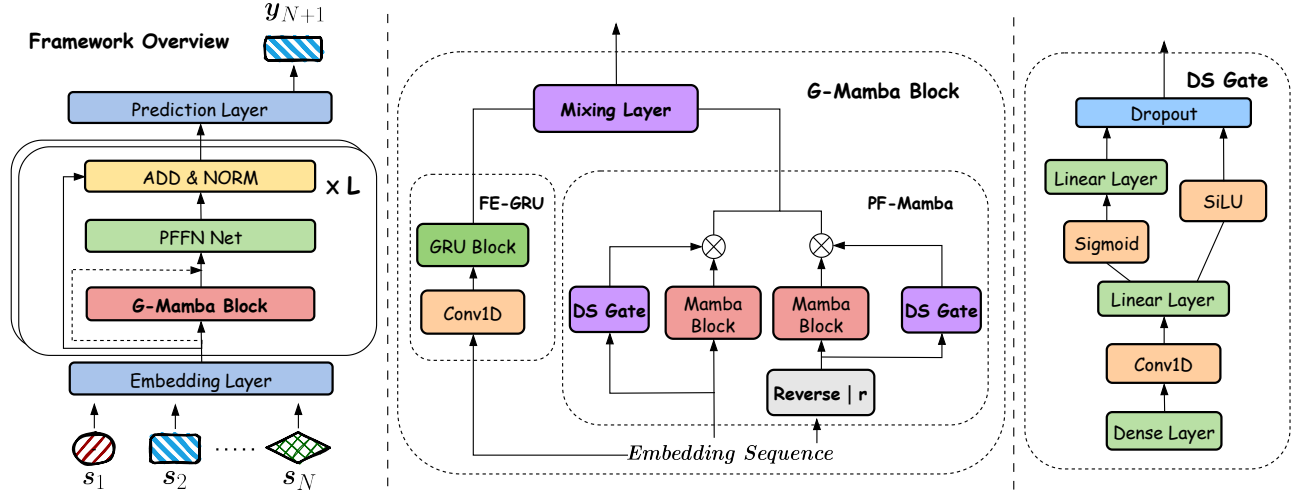 Framework Overview
y_{N+1}
Prediction Layer
ADD & NORM
x L
PFFN Net
G-Mamba Block
Embedding Layer
s_1
s_2
......
s_N
G-Mamba Block
Mixing Layer
FE-GRU
GRU Block
Conv1D
PF-Mamba
DS Gate
Mamba
Block
Mamba
Block
DS Gate
Reverse | r
Embedding Sequence
DS Gate
Dropout
Linear Layer
SiLU
Sigmoid
Linear Layer
Conv1D
Dense Layer